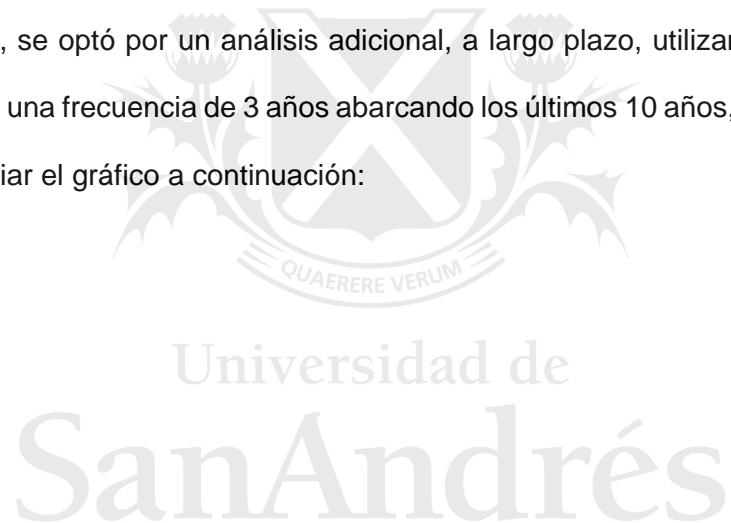 , se optó por un análisis adicional, a largo plazo, utilizar
una frecuencia de 3 años abarcando los últimos 10 años,
iar el gráfico a continuación:
QUAERERE VERUM
Universidad de
SanAndrés